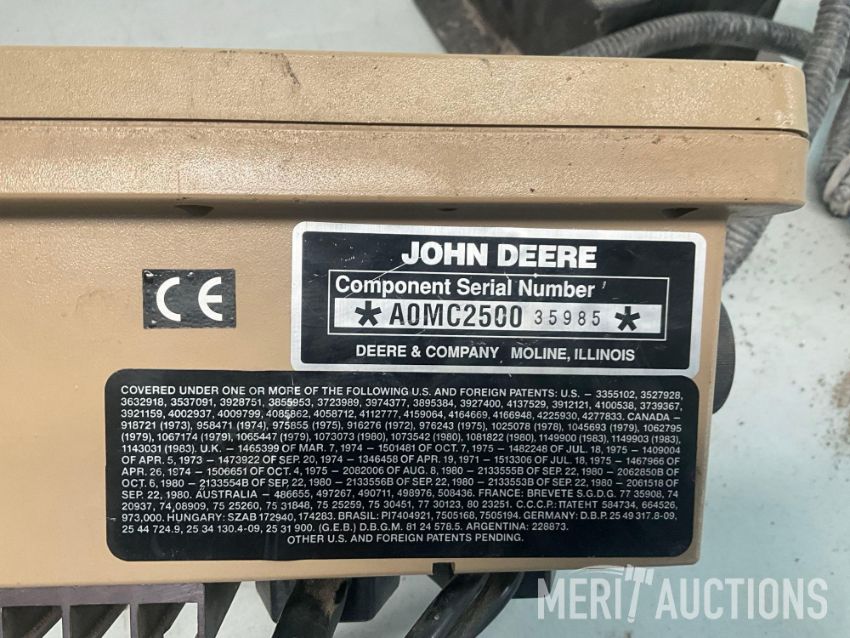 JOHN DEERE
Component Serial Number
* A0MC2500 35985 *
DEERE & COMPANY MOLINE, ILLINOIS
CE
COVERED UNDER ONE OR MORE OF THE FOLLOWING U.S. AND FOREIGN PATENTS: U.S. – 3355102, 3527928,
3632918, 3537091, 3928751, 3855953, 3723989, 3974377, 3895384, 3927400, 4137529, 3912121, 4100538, 3739367,
3921159, 4002937, 4009799, 4085862, 4058712, 4112777, 4159064, 4164669, 4166948, 4225930, 4277833. CANADA –
918721 (1973), 958471 (1974), 975855 (1975), 916276 (1972), 976243 (1975), 1025078 (1978), 1045693 (1979), 1062795
(1979), 1067174 (1979), 1065447 (1979), 1073073 (1980), 1073542 (1980), 1081822 (1980), 1149900 (1983), 1149903 (1983),
1143031 (1983). U.K. – 1465399 OF MAR. 7, 1974 – 1501481 OF OCT. 7, 1975 – 1482248 OF JUL. 18, 1975 – 1409004
OF APR. 5, 1973 – 1473922 OF SEP. 20, 1974 – 1346458 OF APR. 19, 1971 – 1513306 OF JUL. 18, 1975 – 1467966 OF
APR. 26, 1974 – 1506651 OF OCT. 4, 1975 – 2082006 OF AUG. 8, 1980 – 2133555B OF SEP. 22, 1980 – 2062850B OF
OCT. 6, 1980 – 2133554B OF SEP. 22, 1980 – 2133556B OF SEP. 22, 1980 – 2133553B OF SEP. 22, 1980 – 2061518 OF
SEP. 22, 1980. AUSTRALIA – 486655, 497267, 490711, 498976, 508436. FRANCE: BREVETE S.G.D.G. 77 35908, 74
20937, 74,08909, 75 25260, 75 31848, 75 25259, 75 30451, 77 30123, 80 23251. C.C.C.P.: ПАТЕНТ 584734, 664526,
973,000. HUNGARY: SZAB 172940, 174283. BRASIL: PI7404921, 7505168, 7505194. GERMANY: D.B.P. 25 49 317.8-09,
25 44 724.9, 25 34 130.4-09, 25 31 900. (G.E.B.) D.B.G.M. 81 24 578.5. ARGENTINA: 228873.
OTHER U.S. AND FOREIGN PATENTS PENDING.
MERIT AUCTIONS